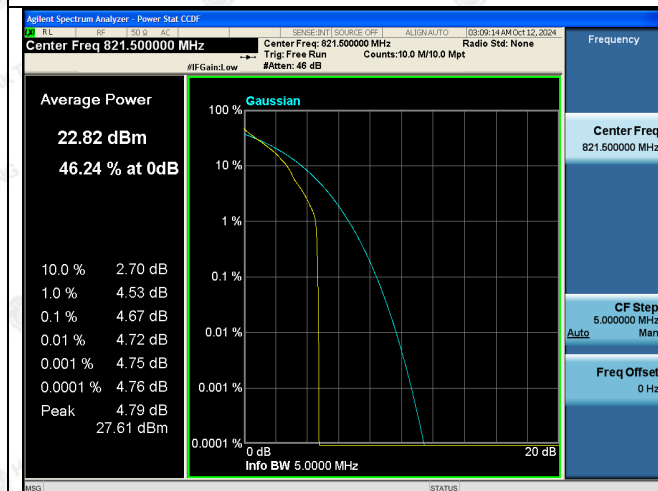 Agilent Spectrum Analyzer - Power Stat CCDF
LXI RL RF 50 Ω AC SENSE:INT SOURCE OFF ALIGN AUTO 03:09:14 AM Oct 12, 2024
Center Freq 821.500000 MHz
Center Freq: 821.500000 MHz Radio Std: None
Trig: Free Run Counts:10.0 M/10.0 Mpt
#IFGain:Low #Atten: 46 dB
Average Power
22.82 dBm
46.24 % at 0dB
10.0 % 2.70 dB
1.0 % 4.53 dB
0.1 % 4.67 dB
0.01 % 4.72 dB
0.001 % 4.75 dB
0.0001 % 4.76 dB
Peak 4.79 dB
27.61 dBm
Gaussian
100 %
10 %
1 %
0.1 %
0.01 %
0.001 %
0.0001 %
0 dB 20 dB
Info BW 5.0000 MHz
Frequency
Center Freq
821.500000 MHz
CF Step
5.000000 MHz
Auto Man
Freq Offset
0 Hz
MSG STATUS